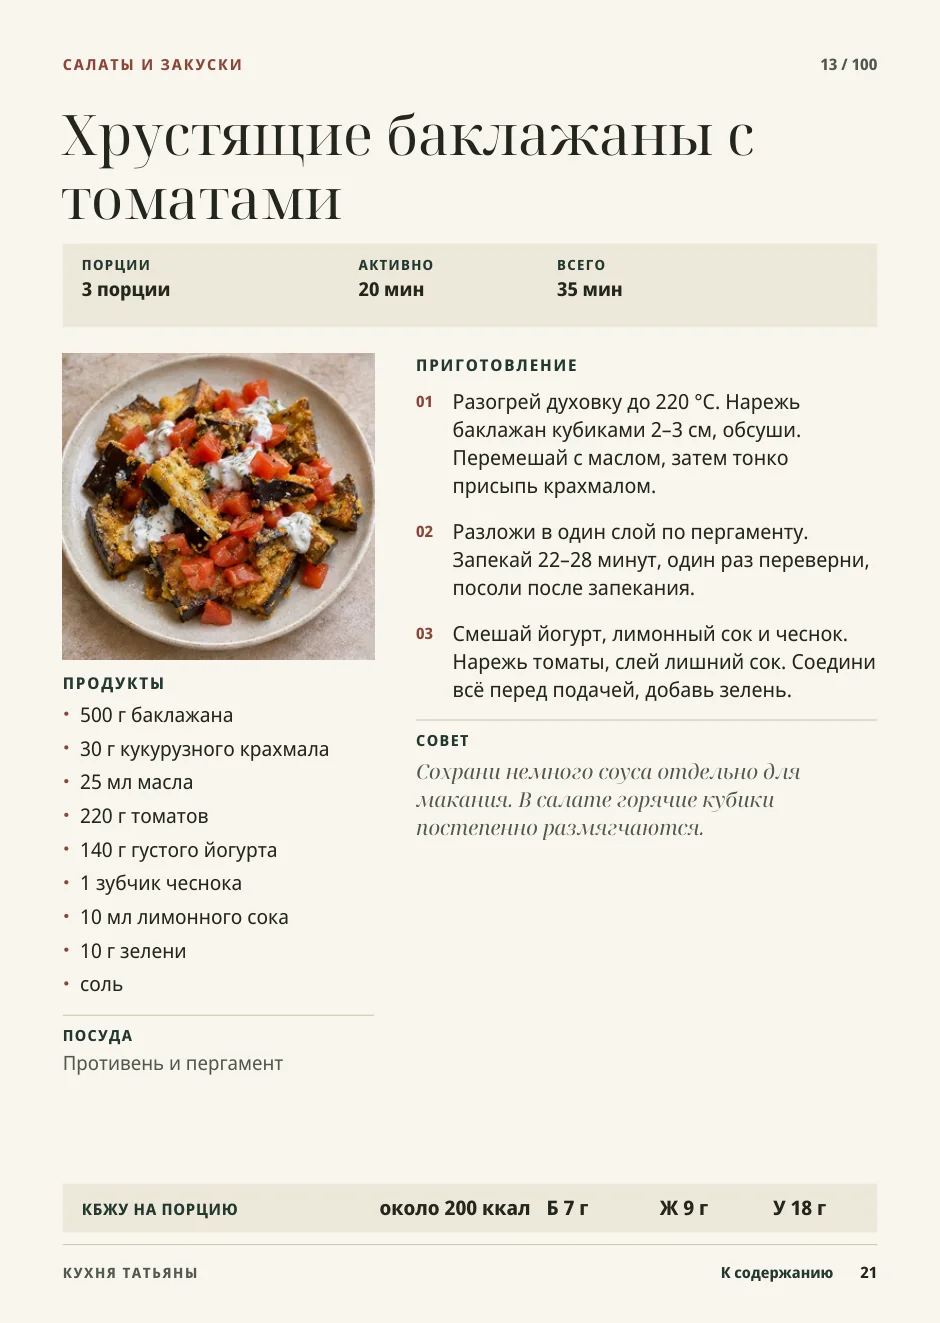 САЛАТЫ И ЗАКУСКИ
13 / 100
Хрустящие баклажаны с
томатами
ПОРЦИИ
3 порции
АКТИВНО
20 мин
ВСЕГО
35 мин
ПРОДУКТЫ
• 500 г баклажана
• 30 г кукурузного крахмала
• 25 мл масла
• 220 г томатов
• 140 г густого йогурта
• 1 зубчик чеснока
• 10 мл лимонного сока
• 10 г зелени
• соль
ПОСУДА
Противень и пергамент
ПРИГОТОВЛЕНИЕ
01 Разогрей духовку до 220 °C. Нарежь
баклажан кубиками 2–3 см, обсуши.
Перемешай с маслом, затем тонко
присыпь крахмалом.
02 Разложи в один слой по пергаменту.
Запекай 22–28 минут, один раз переверни,
посоли после запекания.
03 Смешай йогурт, лимонный сок и чеснок.
Нарежь томаты, слей лишний сок. Соедини
всё перед подачей, добавь зелень.
СОВЕТ
Сохрани немного соуса отдельно для
макания. В салате горячие кубики
постепенно размягчаются.
КБЖУ НА ПОРЦИЮ около 200 ккал Б 7 г Ж 9 г У 18 г
КУХНЯ ТАТЬЯНЫ
К содержанию 21